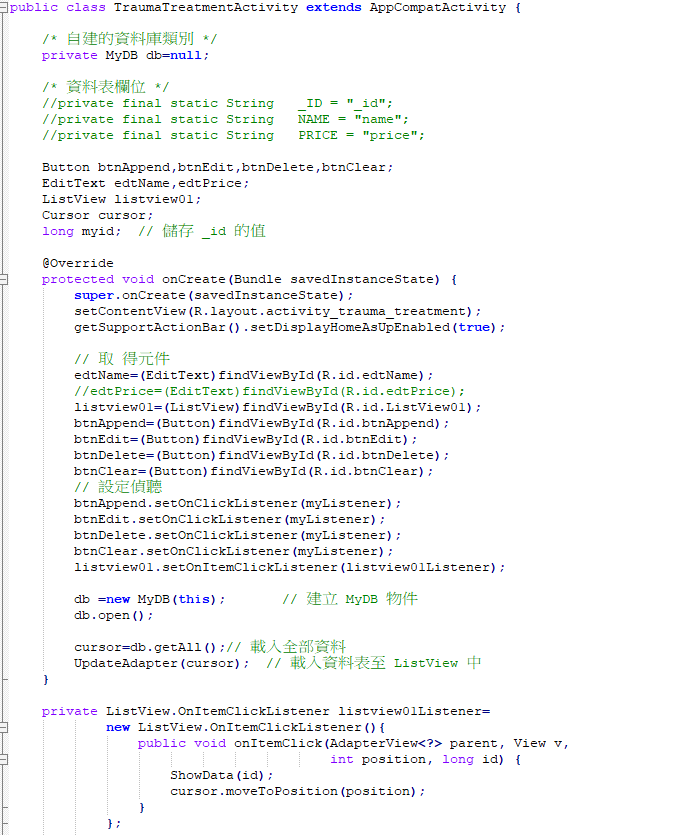 public class TraumaTreatmentActivity extends AppCompatActivity {
/* 自建的資料庫類別 */
private MyDB db=null;
/* 資料表欄位 */
//private final static String   _ID = "_id";
//private final static String   NAME = "name";
//private final static String   PRICE = "price";
Button btnAppend,btnEdit,btnDelete,btnClear;
EditText edtName,edtPrice;
ListView listview01;
Cursor cursor;
long myid;  // 儲存 _id 的值
@Override
protected void onCreate(Bundle savedInstanceState) {
super.onCreate(savedInstanceState);
setContentView(R.layout.activity_trauma_treatment);
getSupportActionBar().setDisplayHomeAsUpEnabled(true);
// 取 得元件
edtName=(EditText)findViewById(R.id.edtName);
//edtPrice=(EditText)findViewById(R.id.edtPrice);
listview01=(ListView)findViewById(R.id.ListView01);
btnAppend=(Button)findViewById(R.id.btnAppend);
btnEdit=(Button)findViewById(R.id.btnEdit);
btnDelete=(Button)findViewById(R.id.btnDelete);
btnClear=(Button)findViewById(R.id.btnClear);
// 設定偵聽
btnAppend.setOnClickListener(myListener);
btnEdit.setOnClickListener(myListener);
btnDelete.setOnClickListener(myListener);
btnClear.setOnClickListener(myListener);
listview01.setOnItemClickListener(listview01Listener);
db =new MyDB(this);       // 建立 MyDB 物件
db.open();
cursor=db.getAll();// 載入全部資料
UpdateAdapter(cursor);  // 載入資料表至 ListView 中
}
private ListView.OnItemClickListener listview01Listener=
new ListView.OnItemClickListener(){
public void onItemClick(AdapterView<?> parent, View v,
int position, long id) {
ShowData(id);
cursor.moveToPosition(position);
}
};